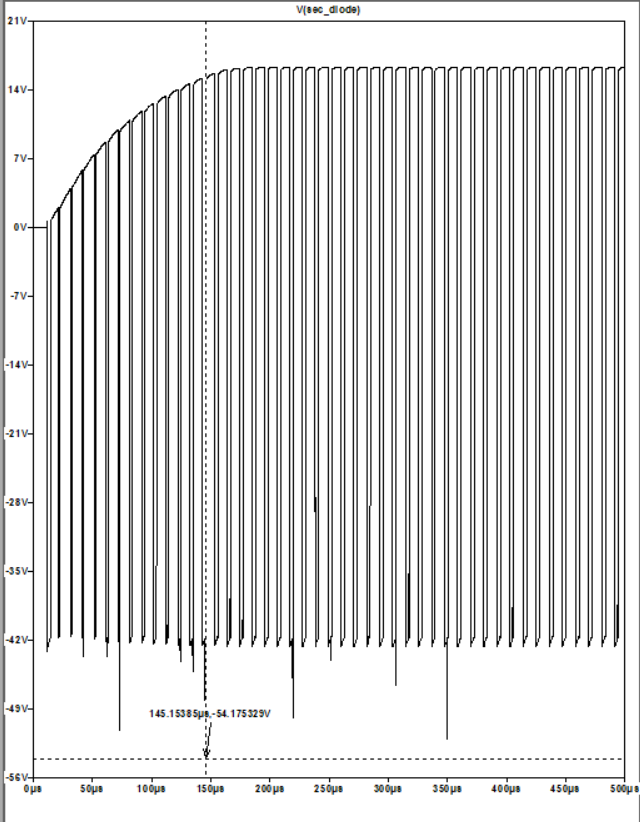 V(sec_diode)
21V
14V
7V
0V
-7V
-14V
-21V
-28V
-35V
-42V
-49V
-56V
145.15385µs,-54.175329V
0µs 50µs 100µs 150µs 200µs 250µs 300µs 350µs 400µs 450µs 500µs